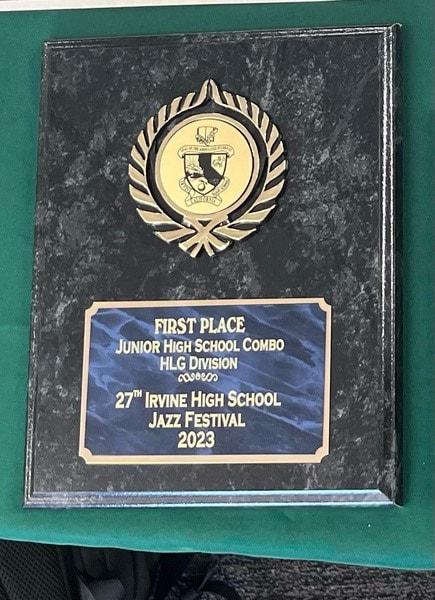 FIRST PLACE
JUNIOR HIGH SCHOOL COMBO
HLG DIVISION
27TH IRVINE HIGH SCHOOL
JAZZ FESTIVAL
2023